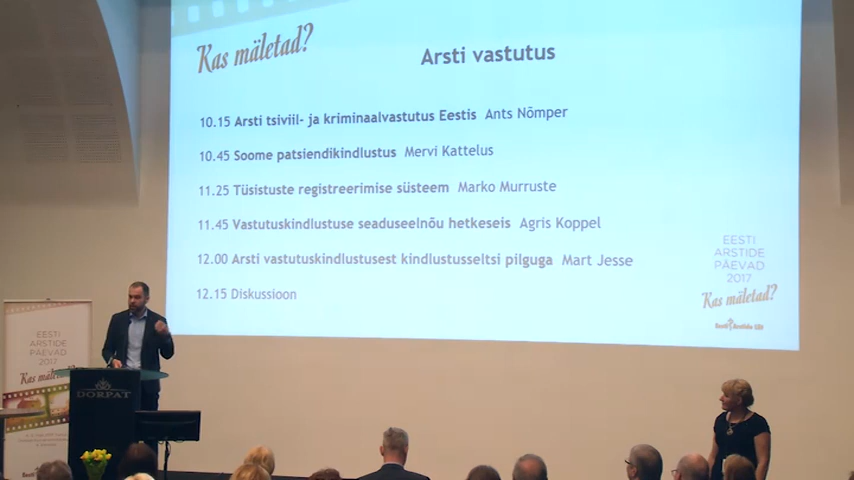 Kas mäletad?
Arsti vastutus
10.15 Arsti tsiviil- ja kriminaalvastutus Eestis Ants Nõmper
10.45 Soome patsiendikindlustus Mervi Kattelus
11.25 Tüsistuste registreerimise süsteem Marko Murruste
11.45 Vastutuskindlustuse seaduseelnõu hetkeseis Agris Koppel
12.00 Arsti vastutuskindlustusest kindlustusseltsi pilguga Mart Jesse
12.15 Diskussioon
EESTI
ARSTIDE
PÄEVAD
2017
Kas mäletad?
Eesti Arstide Liit
EESTI
ARSTIDE
PÄEVAD
2017
Kas mäletad?
DORPAT